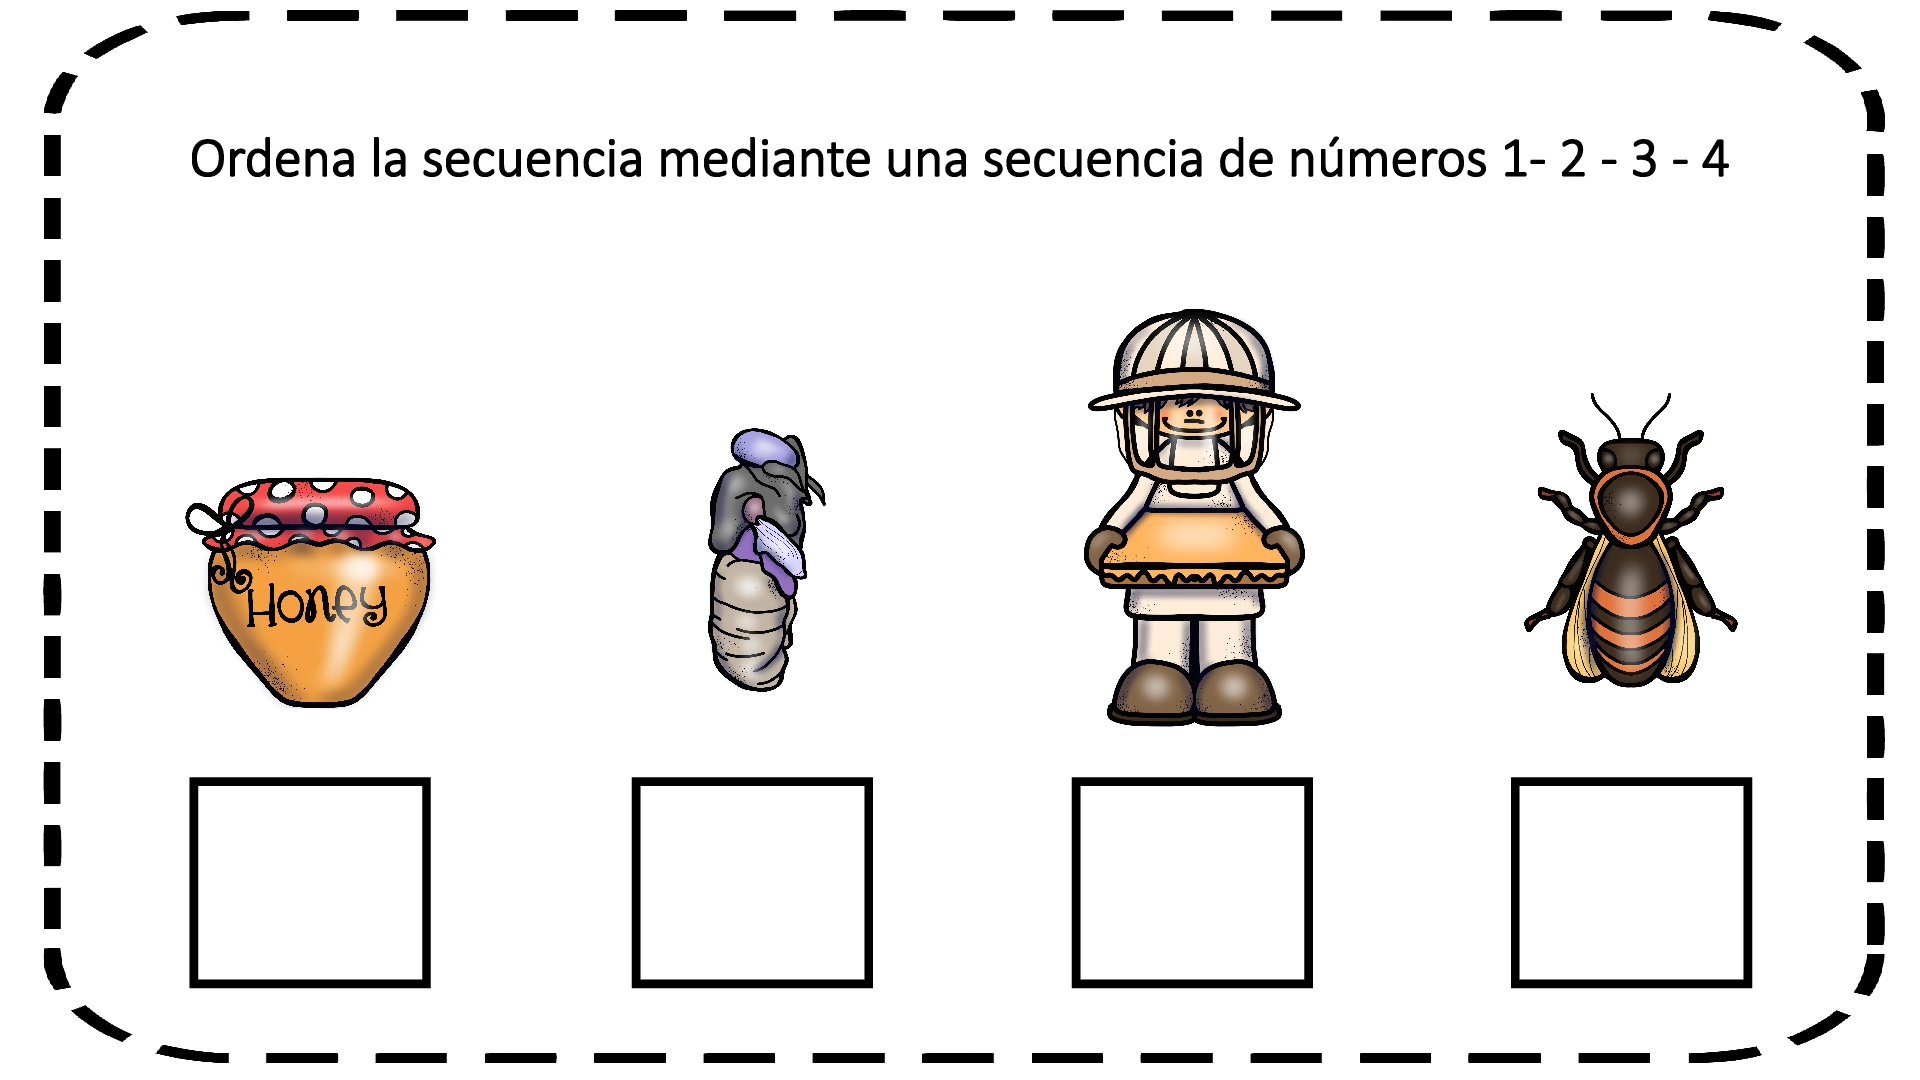 Ordena la secuencia mediante una secuencia de números 1- 2 - 3 - 4
Honey